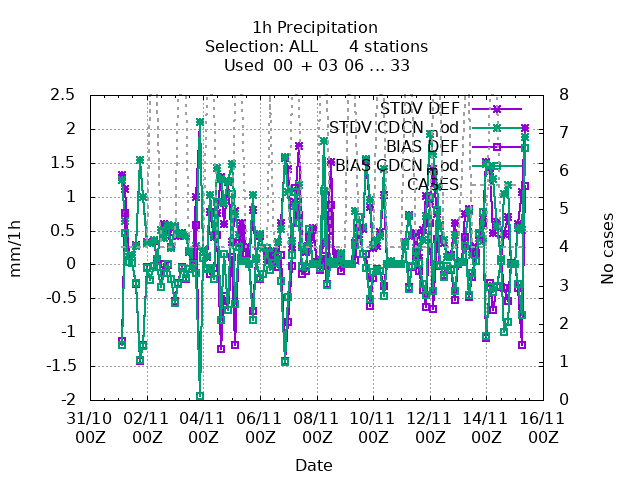 1h Precipitation
Selection: ALL 4 stations
Used 00 + 03 06 ... 33
2.5
2
1.5
1
0.5
0
-0.5
-1
-1.5
-2
8
7
6
5
4
3
2
1
0
STDV DEF
STDV CDCN_od
BIAS DEF
BIAS CDCN_od
CASES
mm/1h
No cases
31/10 02/11 04/11 06/11 08/11 10/11 12/11 14/11 16/11
00Z 00Z 00Z 00Z 00Z 00Z 00Z 00Z 00Z
Date